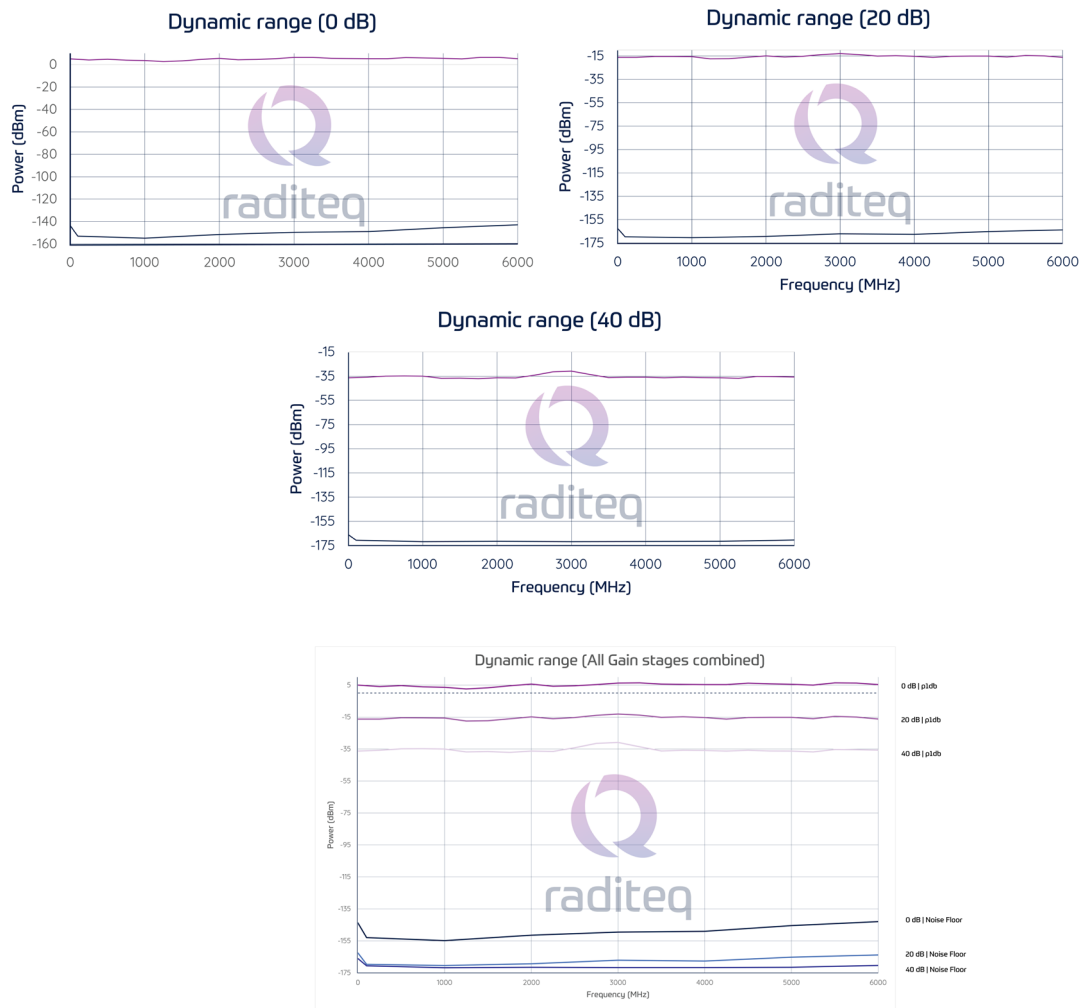 Dynamic range (0 dB)
Power (dBm)
0
-20
-40
-60
-80
-100
-120
-140
-160
0 1000 2000 3000 4000 5000 6000
raditeq
Dynamic range (20 dB)
Power (dBm)
-15
-35
-55
-75
-95
-115
-135
-155
-175
0 1000 2000 3000 4000 5000 6000
Frequency (MHz)
raditeq
Dynamic range (40 dB)
Power (dBm)
-15
-35
-55
-75
-95
-115
-135
-155
-175
0 1000 2000 3000 4000 5000 6000
Frequency (MHz)
raditeq
Dynamic range (All Gain stages combined)
Power (dBm)
5
-15
-35
-55
-75
-95
-115
-135
-155
-175
0 1000 2000 3000 4000 5000 6000
Frequency (MHz)
raditeq
0 dB | p1db
20 dB | p1db
40 dB | p1db
0 dB | Noise Floor
20 dB | Noise Floor
40 dB | Noise Floor